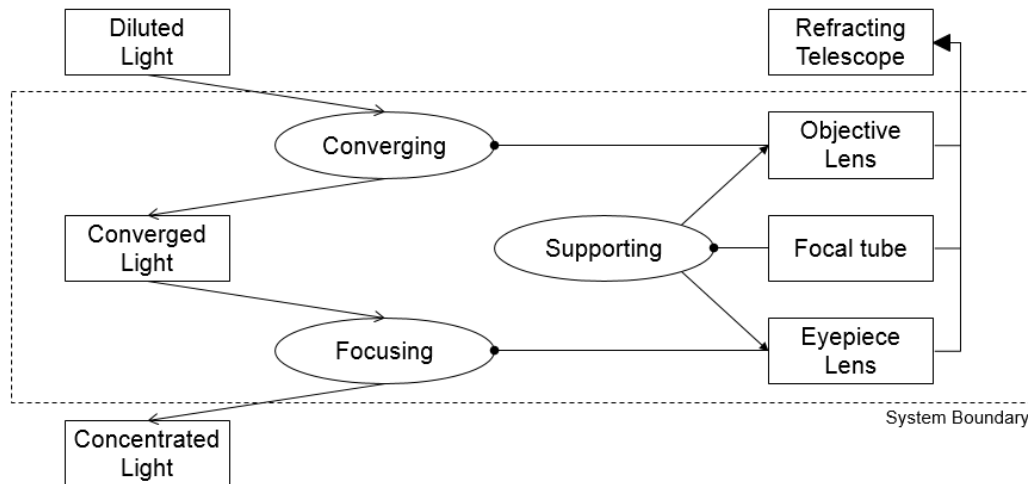 Diluted
Light
Refracting
Telescope
Converging
Objective
Lens
Converged
Light
Supporting
Focal tube
Focusing
Eyepiece
Lens
System Boundary
Concentrated
Light